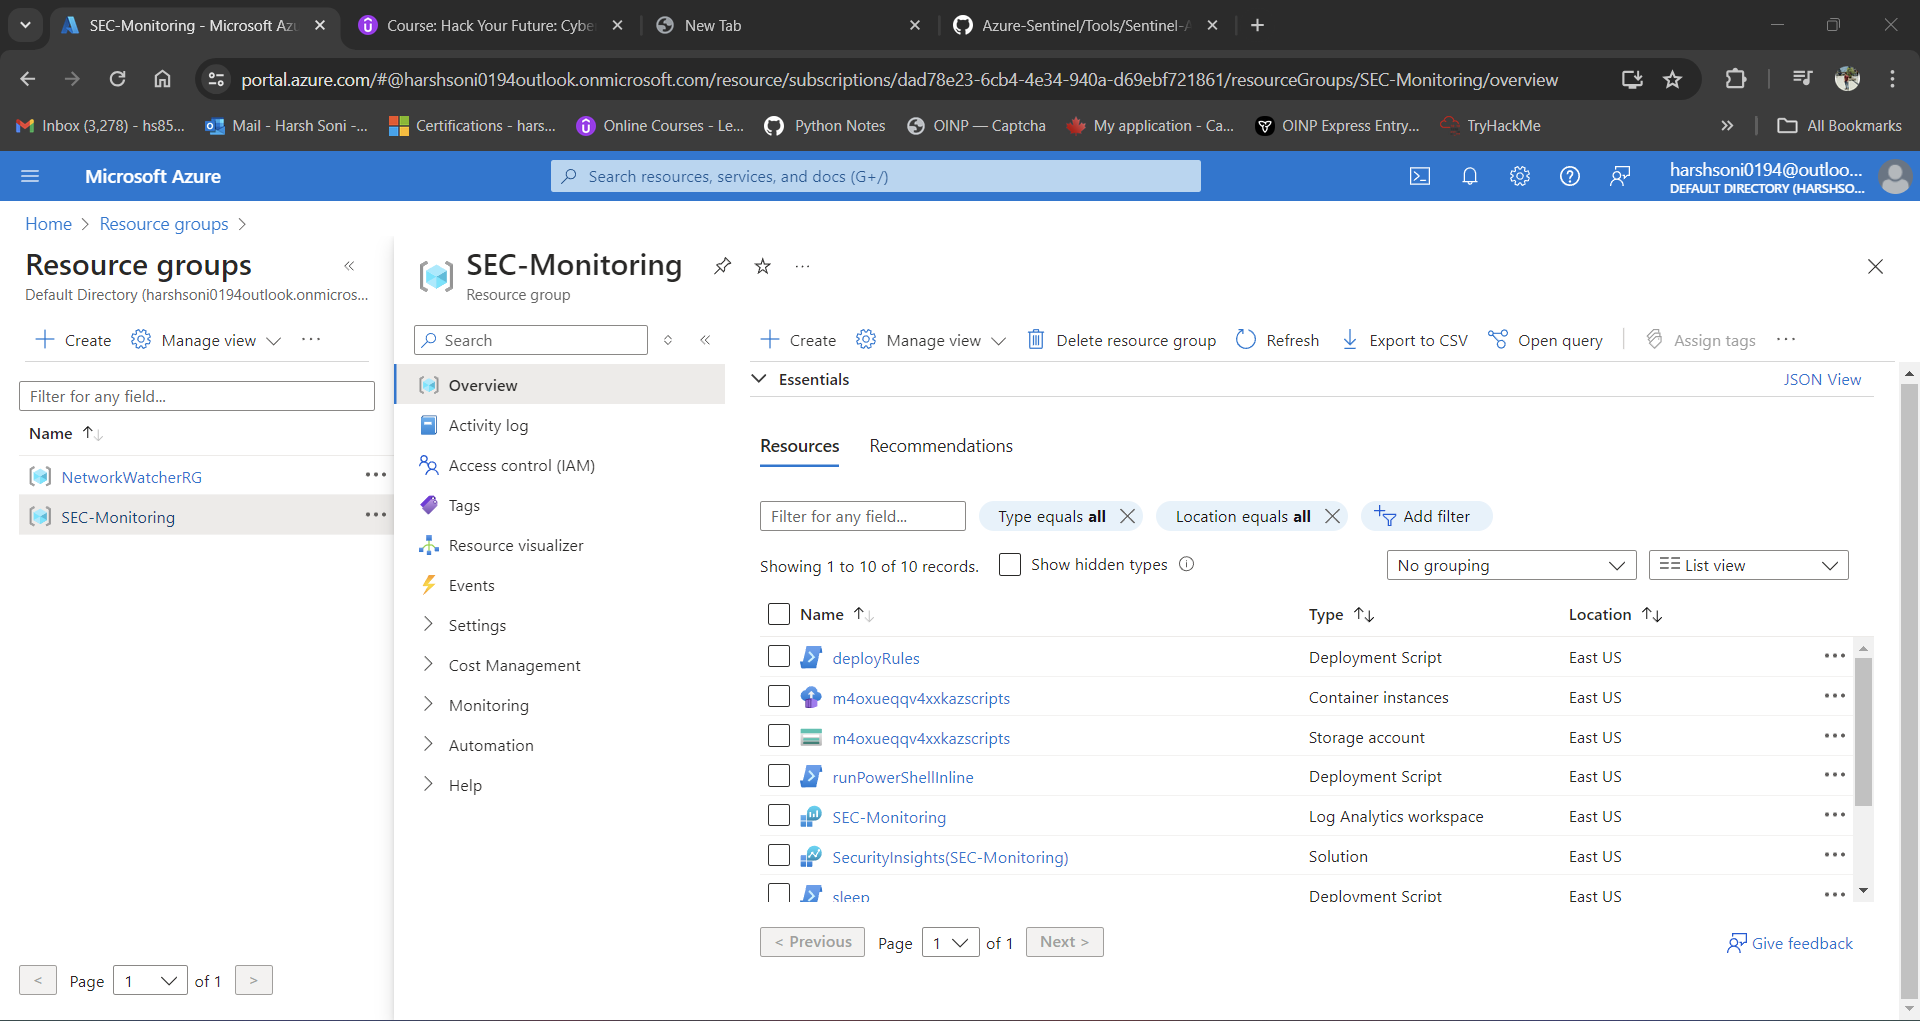 SEC-Monitoring - Microsoft Azu
Course: Hack Your Future: Cyber
New Tab
Azure-Sentinel/Tools/Sentinel-A
portal.azure.com/#@harshsoni0194outlook.onmicrosoft.com/resource/subscriptions/dad78e23-6cb4-4e34-940a-d69ebf721861/resourceGroups/SEC-Monitoring/overview
Inbox (3,278) - hs85...
Mail - Harsh Soni -...
Certifications - hars...
Online Courses - Le...
Python Notes
OINP — Captcha
My application - Ca...
OINP Express Entry...
TryHackMe
All Bookmarks
Microsoft Azure
Search resources, services, and docs (G+/)
harshsoni0194@outloo...
DEFAULT DIRECTORY (HARSHSO...
Home > Resource groups >
Resource groups
Default Directory (harshsoni0194outlook.onmicros...
Create
Manage view
Filter for any field...
Name
NetworkWatcherRG
SEC-Monitoring
< Page 1 of 1 >
SEC-Monitoring
Resource group
Search
Overview
Activity log
Access control (IAM)
Tags
Resource visualizer
Events
Settings
Cost Management
Monitoring
Automation
Help
Create
Manage view
Delete resource group
Refresh
Export to CSV
Open query
Assign tags
Essentials
JSON View
Resources
Recommendations
Filter for any field...
Type equals all
Location equals all
Add filter
Showing 1 to 10 of 10 records.
Show hidden types
No grouping
List view
Name Type Location
deployRules Deployment Script East US
m4oxueqqv4xxkazscripts Container instances East US
m4oxueqqv4xxkazscripts Storage account East US
runPowerShellInline Deployment Script East US
SEC-Monitoring Log Analytics workspace East US
SecurityInsights(SEC-Monitoring) Solution East US
sleep Deployment Script East US
< Previous Page 1 of 1 Next >
Give feedback